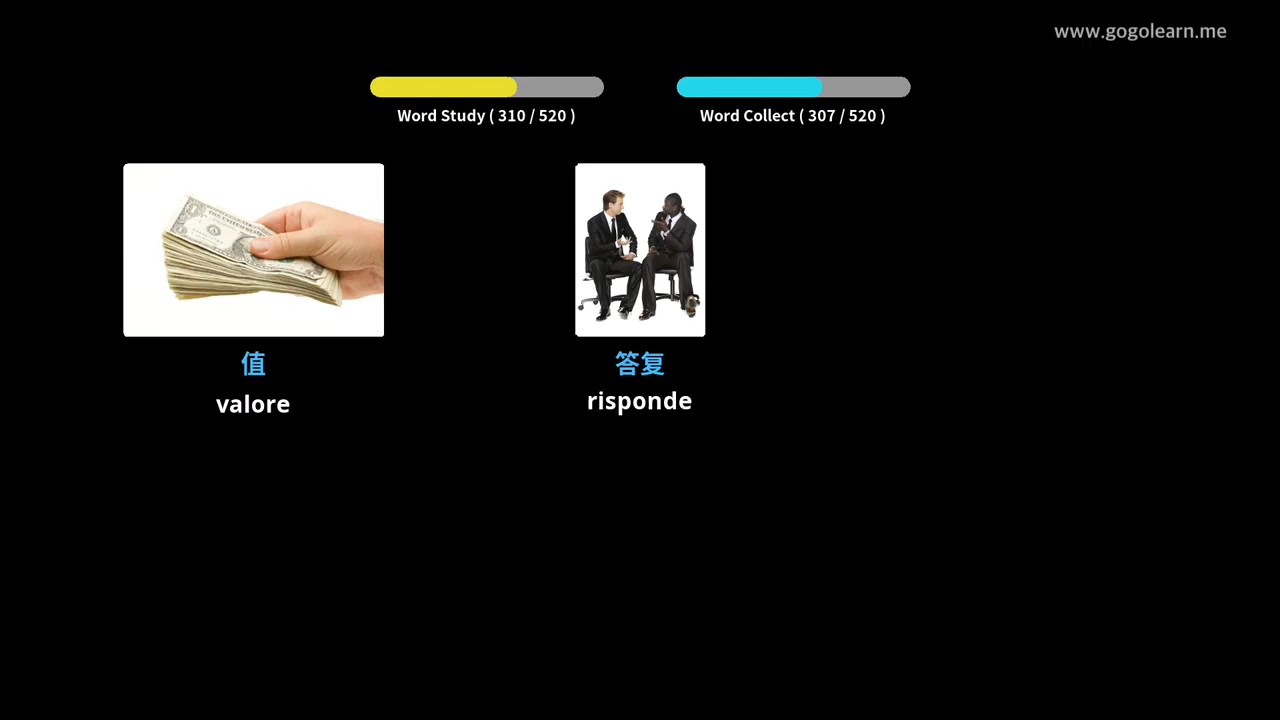 www.gogolearn.me
Word Study ( 310 / 520 )
Word Collect ( 307 / 520 )
值
valore
答复
risponde